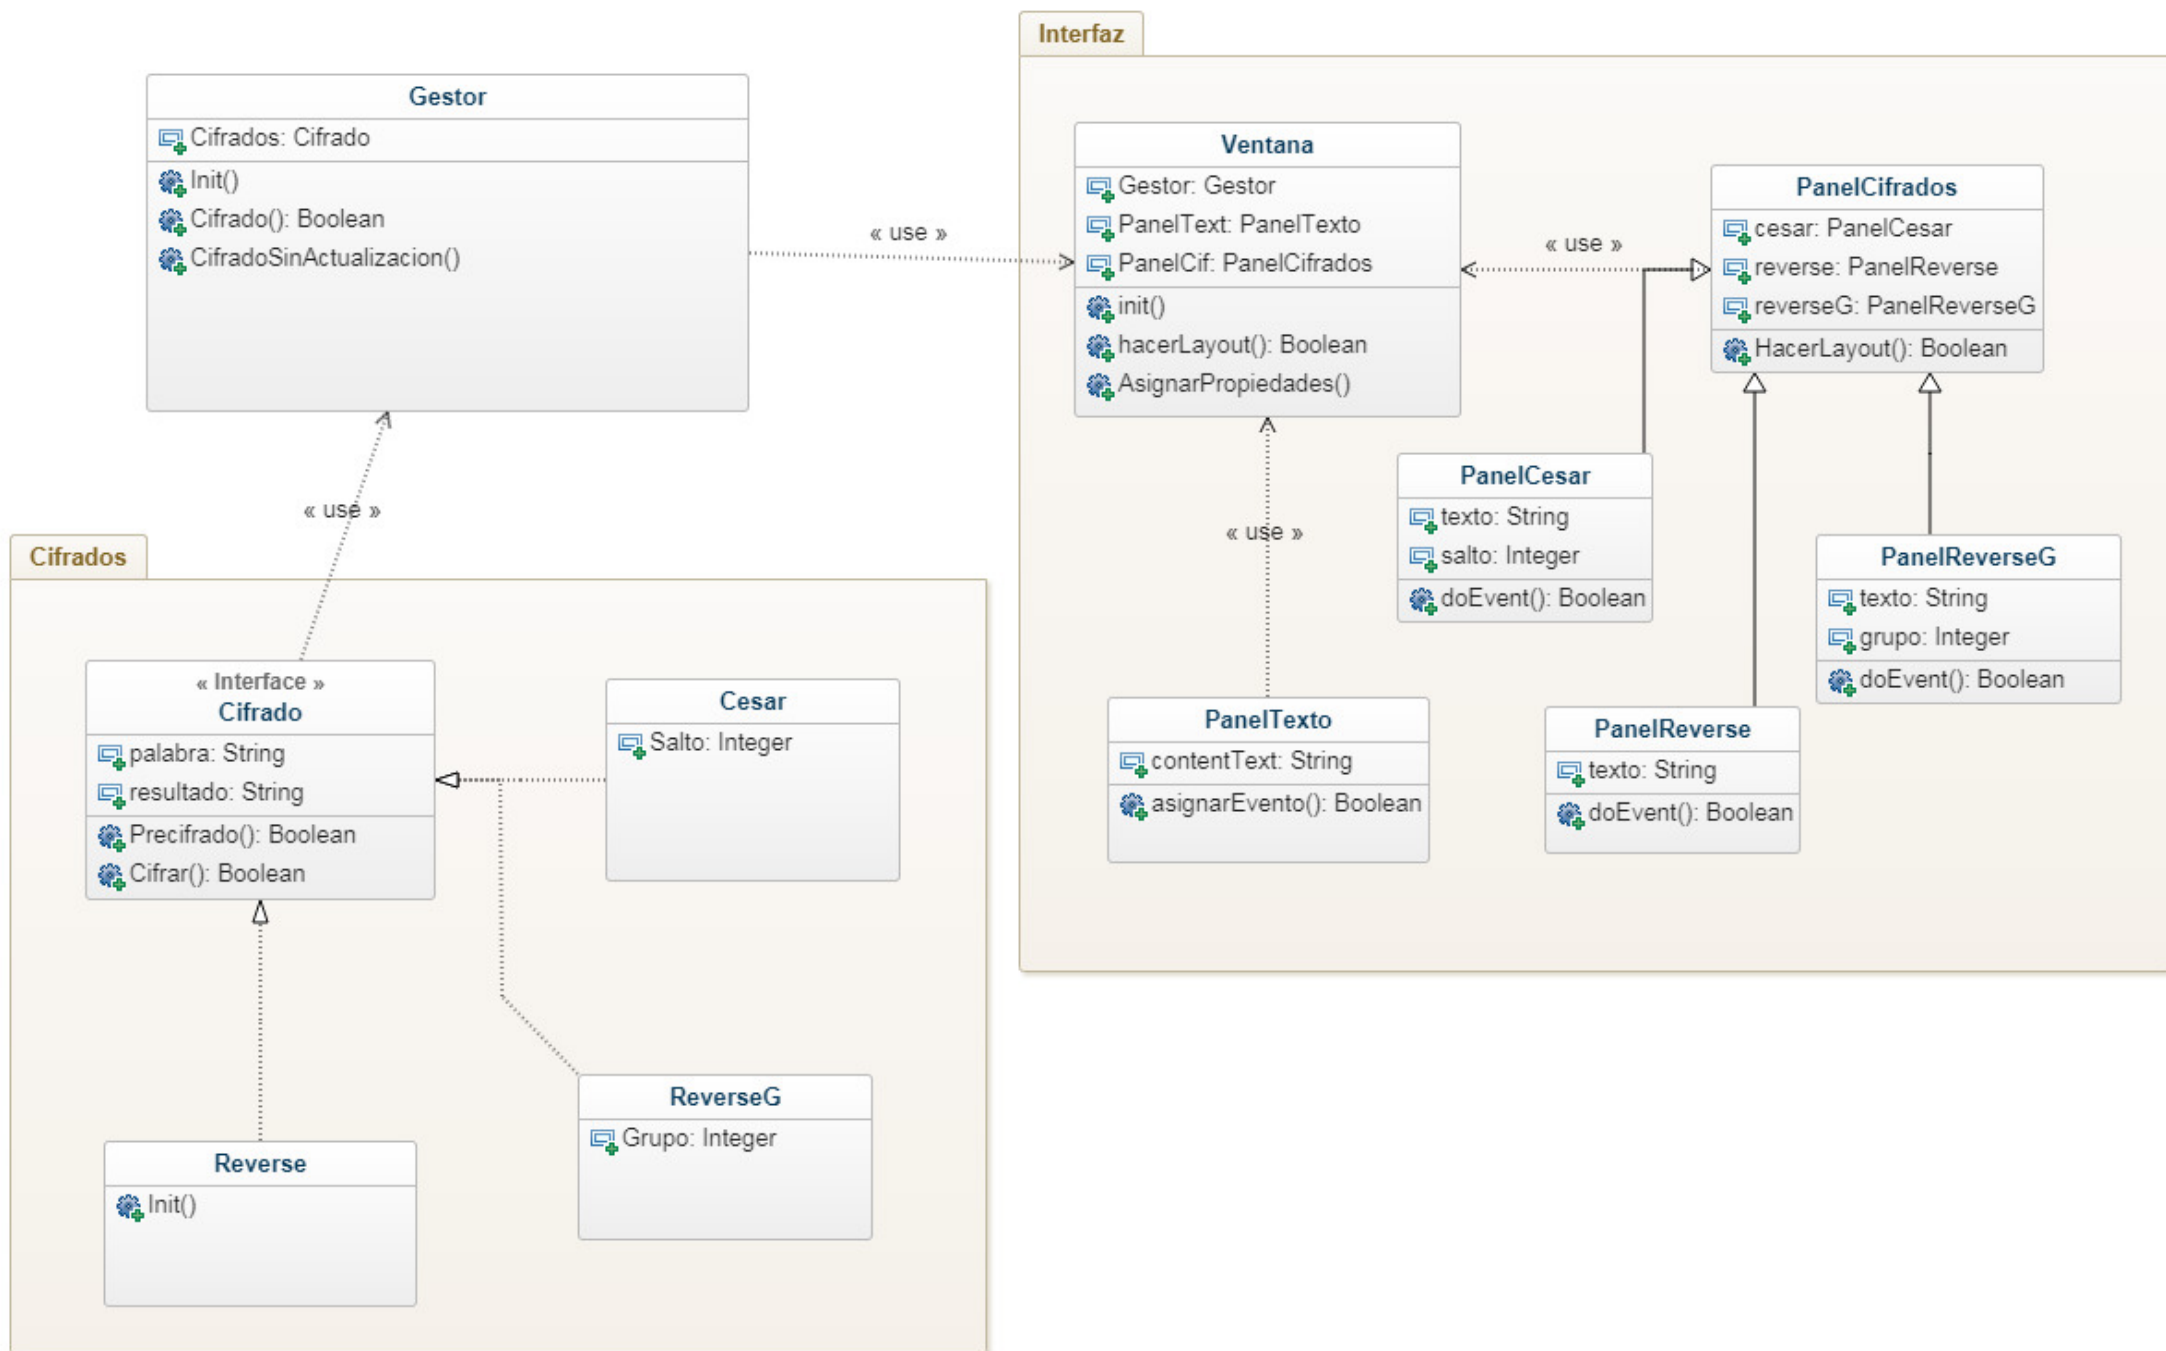 Gestor
Cifrados: Cifrado
Init()
Cifrado(): Boolean
CifradoSinActualizacion()
« use »
« use »
Interfaz
Ventana
Gestor: Gestor
PanelText: PanelTexto
PanelCif: PanelCifrados
init()
hacerLayout(): Boolean
AsignarPropiedades()
« use »
PanelCifrados
cesar: PanelCesar
reverse: PanelReverse
reverseG: PanelReverseG
HacerLayout(): Boolean
PanelCesar
texto: String
salto: Integer
doEvent(): Boolean
« use »
PanelReverseG
texto: String
grupo: Integer
doEvent(): Boolean
PanelTexto
contentText: String
asignarEvento(): Boolean
PanelReverse
texto: String
doEvent(): Boolean
Cifrados
« Interface »
Cifrado
palabra: String
resultado: String
Precifrado(): Boolean
Cifrar(): Boolean
Cesar
Salto: Integer
ReverseG
Grupo: Integer
Reverse
Init()